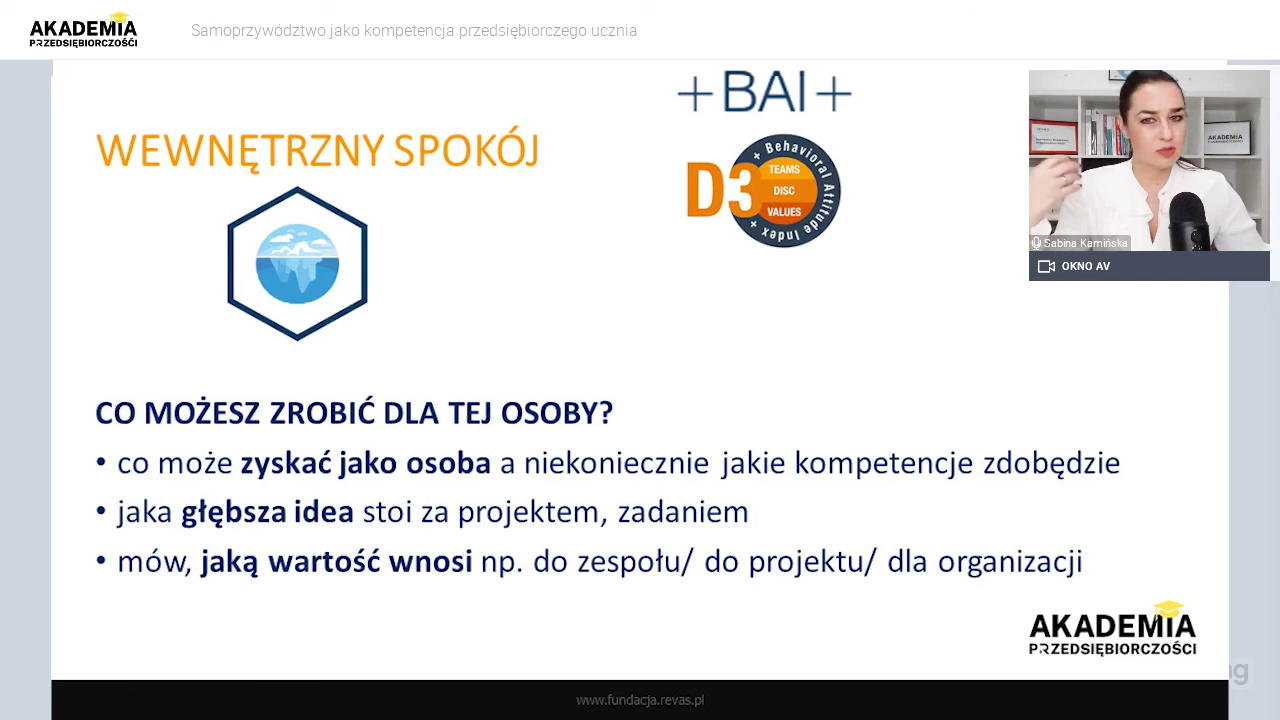 AKADEMIA
PRZEDSIĘBIORCZOŚCI
Samoprzywództwo jako kompetencja przedsiębiorczego ucznia
+BAI+
WEWNĘTRZNY SPOKÓJ
D3
+ Behavioral Attitude Index +
TEAMS
DISC
VALUES
AKADEMIA
Sabina Kamińska
OKNO AV
CO MOŻESZ ZROBIĆ DLA TEJ OSOBY?
• co może zyskać jako osoba a niekoniecznie jakie kompetencje zdobędzie
• jaka głębsza idea stoi za projektem, zadaniem
• mów, jaką wartość wnosi np. do zespołu/ do projektu/ dla organizacji
AKADEMIA
PRZEDSIĘBIORCZOŚCI
www.fundacja.revas.pl